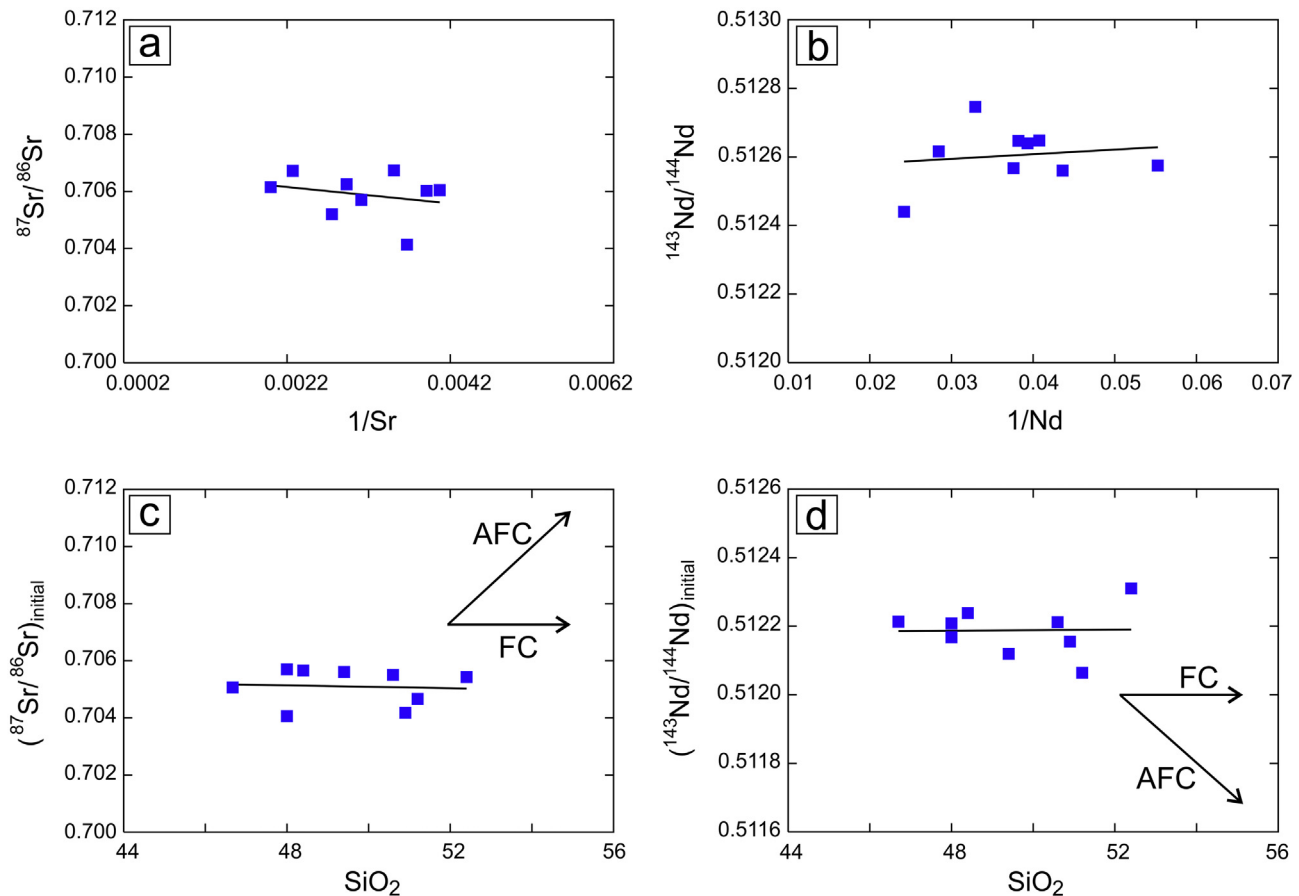 a
0.712
0.710
0.708
0.706
0.704
0.702
0.700
⁸⁷Sr/⁸⁶Sr
0.0002 0.0022 0.0042 0.0062
1/Sr
b
0.5130
0.5128
0.5126
0.5124
0.5122
0.5120
¹⁴³Nd/¹⁴⁴Nd
0.01 0.02 0.03 0.04 0.05 0.06 0.07
1/Nd
c
0.712
0.710
0.708
0.706
0.704
0.702
0.700
(⁸⁷Sr/⁸⁶Sr)initial
AFC
FC
44 48 52 56
SiO₂
d
0.5126
0.5124
0.5122
0.5120
0.5118
0.5116
(¹⁴³Nd/¹⁴⁴Nd)initial
FC
AFC
44 48 52 56
SiO₂